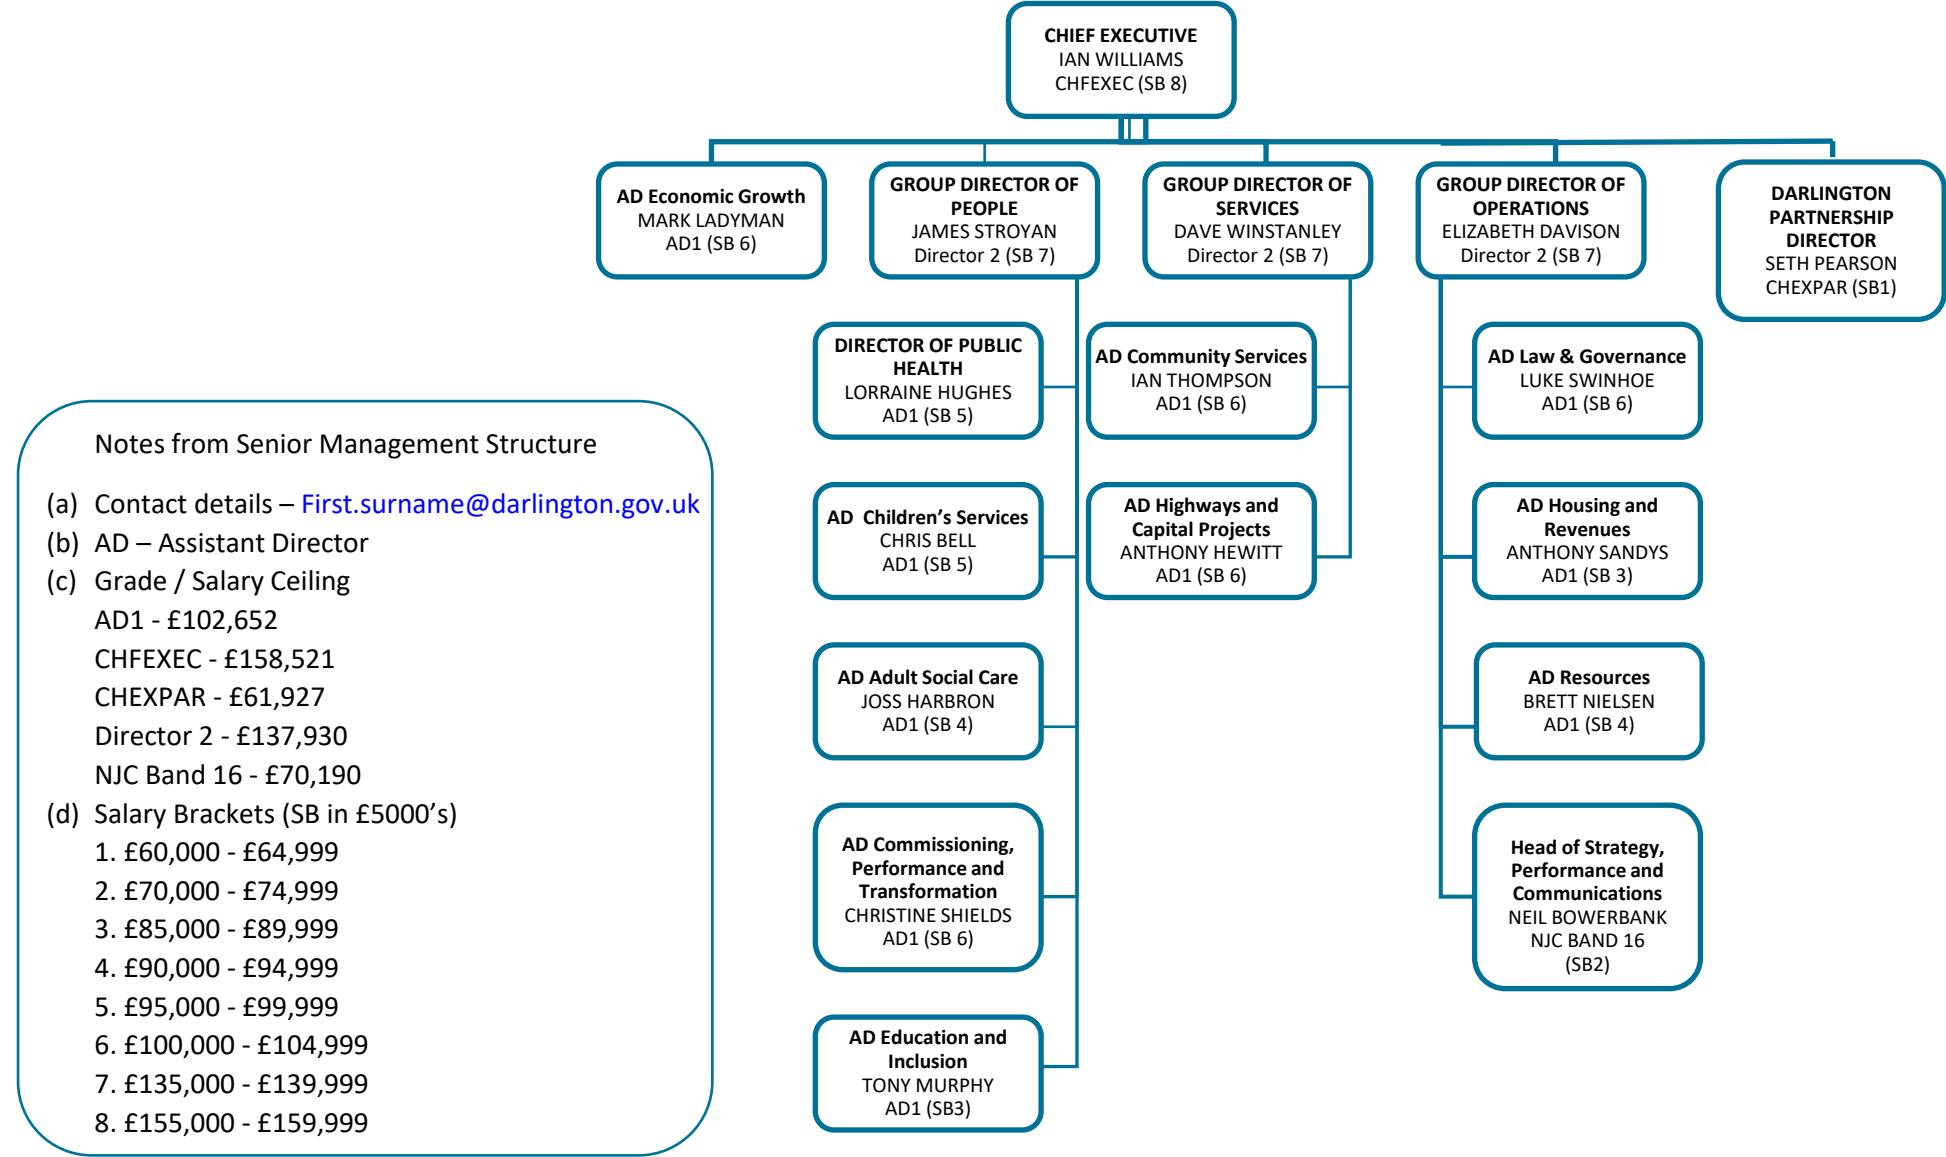 CHIEF EXECUTIVE
IAN WILLIAMS
CHFEXEC (SB 8)
AD Economic Growth
MARK LADYMAN
AD1 (SB 6)
GROUP DIRECTOR OF
PEOPLE
JAMES STROYAN
Director 2 (SB 7)
GROUP DIRECTOR OF
SERVICES
DAVE WINSTANLEY
Director 2 (SB 7)
GROUP DIRECTOR OF
OPERATIONS
ELIZABETH DAVISON
Director 2 (SB 7)
DARLINGTON
PARTNERSHIP
DIRECTOR
SETH PEARSON
CHEXPAR (SB1)
DIRECTOR OF PUBLIC
HEALTH
LORRAINE HUGHES
AD1 (SB 5)
AD Children’s Services
CHRIS BELL
AD1 (SB 5)
AD Adult Social Care
JOSS HARBRON
AD1 (SB 4)
AD Commissioning,
Performance and
Transformation
CHRISTINE SHIELDS
AD1 (SB 6)
AD Education and
Inclusion
TONY MURPHY
AD1 (SB3)
AD Community Services
IAN THOMPSON
AD1 (SB 6)
AD Highways and
Capital Projects
ANTHONY HEWITT
AD1 (SB 6)
AD Law & Governance
LUKE SWINHOE
AD1 (SB 6)
AD Housing and
Revenues
ANTHONY SANDYS
AD1 (SB 3)
AD Resources
BRETT NIELSEN
AD1 (SB 4)
Head of Strategy,
Performance and
Communications
NEIL BOWERBANK
NJC BAND 16
(SB2)
Notes from Senior Management Structure
(a) Contact details – First.surname@darlington.gov.uk
(b) AD – Assistant Director
(c) Grade / Salary Ceiling
AD1 - £102,652
CHFEXEC - £158,521
CHEXPAR - £61,927
Director 2 - £137,930
NJC Band 16 - £70,190
(d) Salary Brackets (SB in £5000’s)
1. £60,000 - £64,999
2. £70,000 - £74,999
3. £85,000 - £89,999
4. £90,000 - £94,999
5. £95,000 - £99,999
6. £100,000 - £104,999
7. £135,000 - £139,999
8. £155,000 - £159,999